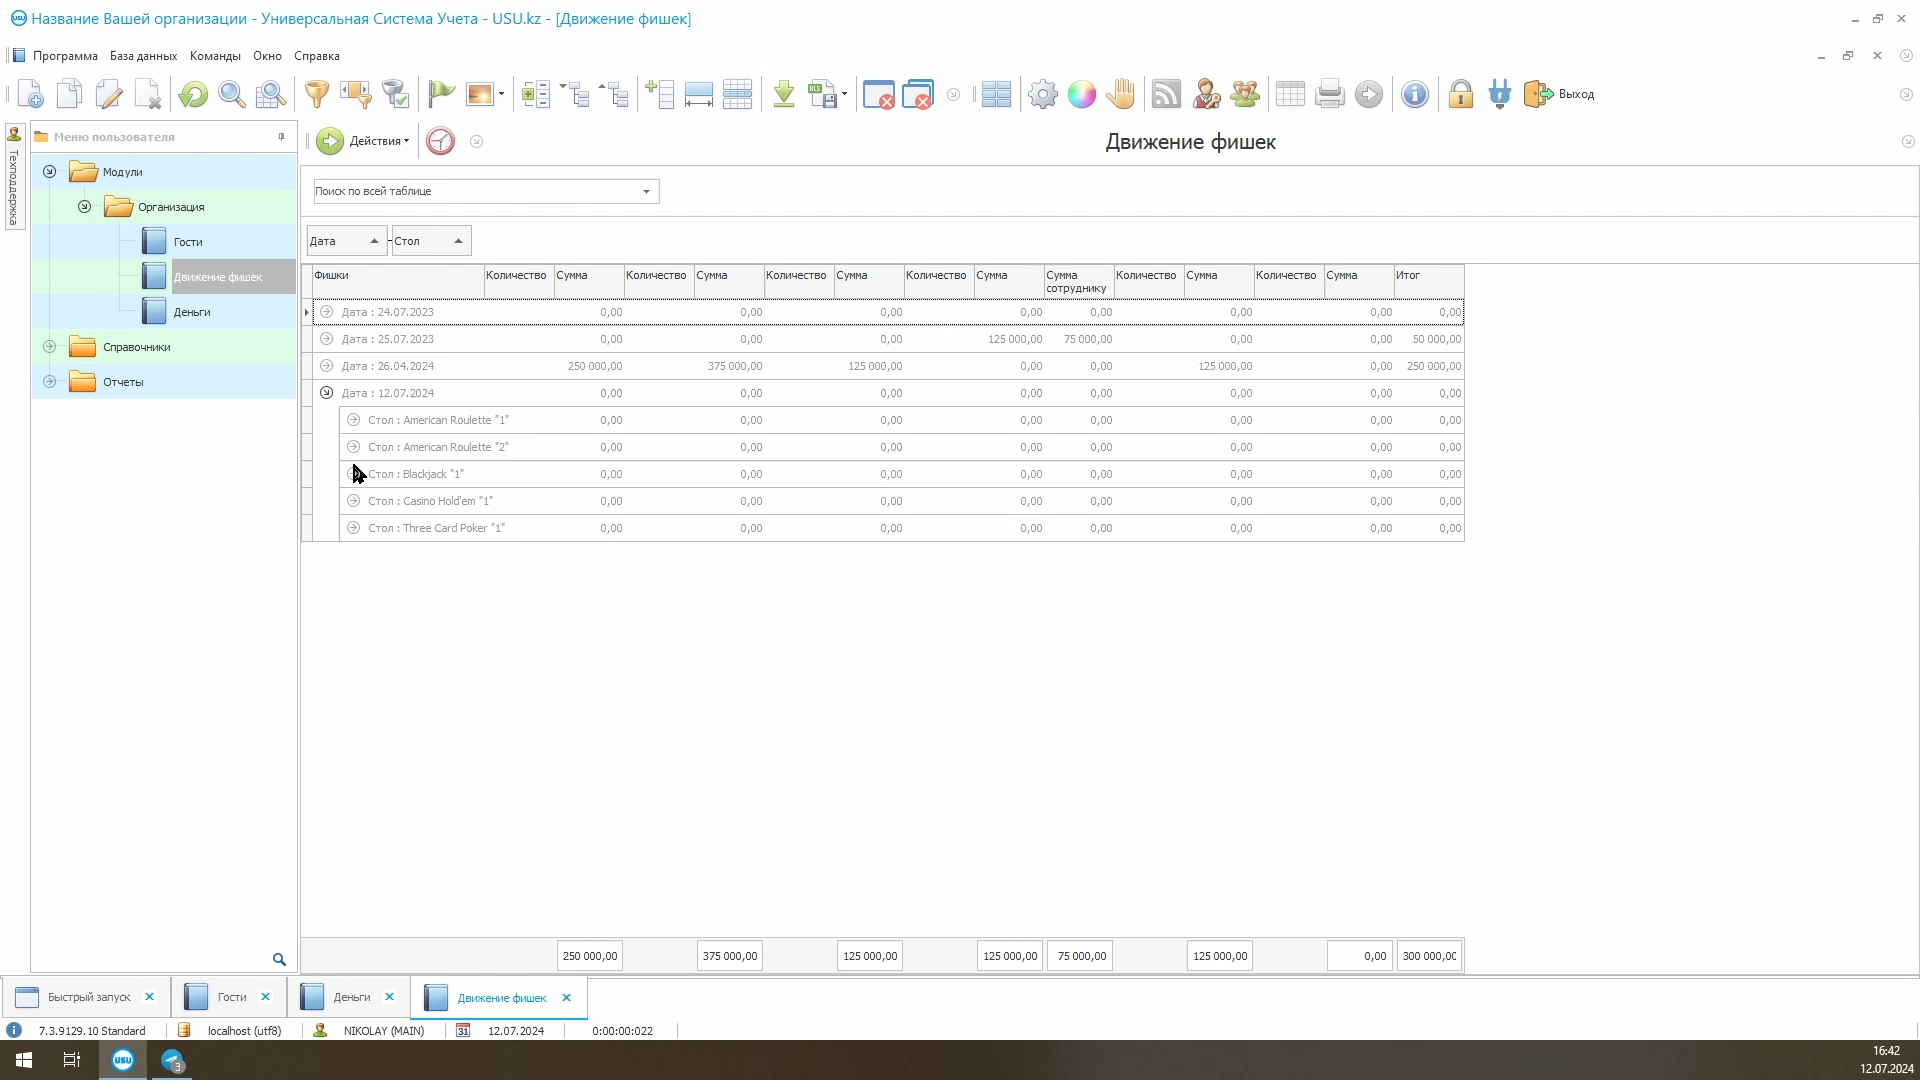 Название Вашей организации - Универсальная Система Учета - USU.kz - [Движение фишек]
Программа База данных Команды Окно Справка
XLS Выход
Техподдержка
Меню пользователя
Действия
Движение фишек
Модули
Организация
Гости
Движение фишек
Деньги
Справочники
Отчеты
Поиск по всей таблице
Дата Стол
Фишки Количество Сумма Количество Сумма Количество Сумма Количество Сумма Сумма сотруднику Количество Сумма Количество Сумма Итог
Дата : 24.07.2023 0,00 0,00 0,00 0,00 0,00 0,00 0,00 0,00
Дата : 25.07.2023 0,00 0,00 0,00 125 000,00 75 000,00 0,00 0,00 50 000,00
Дата : 26.04.2024 250 000,00 375 000,00 125 000,00 0,00 0,00 125 000,00 0,00 250 000,00
Дата : 12.07.2024 0,00 0,00 0,00 0,00 0,00 0,00 0,00 0,00
Стол : American Roulette "1" 0,00 0,00 0,00 0,00 0,00 0,00 0,00 0,00
Стол : American Roulette "2" 0,00 0,00 0,00 0,00 0,00 0,00 0,00 0,00
Стол : Blackjack "1" 0,00 0,00 0,00 0,00 0,00 0,00 0,00 0,00
Стол : Casino Hold'em "1" 0,00 0,00 0,00 0,00 0,00 0,00 0,00 0,00
Стол : Three Card Poker "1" 0,00 0,00 0,00 0,00 0,00 0,00 0,00 0,00
250 000,00 375 000,00 125 000,00 125 000,00 75 000,00 125 000,00 0,00 300 000,00
Быстрый запуск Гости Деньги Движение фишек
7.3.9129.10 Standard localhost (utf8) NIKOLAY (MAIN) 31 12.07.2024 0:00:00:022
USU 3 16:42
12.07.2024